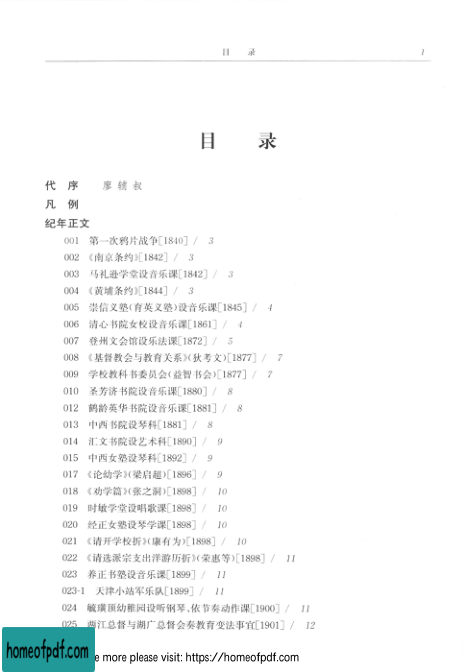 目 录 1
目 录
代 序 廖辅叔
凡 例
纪年正文
001 第一次鸦片战争[1840] / 3
002 《南京条约》[1842] / 3
003 马礼逊学堂设音乐课[1842] / 3
004 《黄埔条约》[1844] / 3
005 崇信义塾(育英义塾)设音乐课[1845] / 4
006 清心书院女校设音乐课[1861] / 4
007 登州文会馆设乐法课[1872] / 5
008 《基督教会与教育关系》(狄考文)[1877] / 7
009 学校教科书委员会(益智书会)[1877] / 7
010 圣芳济书院设音乐课[1880] / 8
012 鹤龄英华书院设音乐课[1881] / 8
013 中西书院设琴科[1881] / 8
014 汇文书院设艺术科[1890] / 9
015 中西女塾设琴科[1892] / 9
017 《论幼学》(梁启超)[1896] / 9
018 《劝学篇》(张之洞)[1898] / 10
019 时敏学堂设唱歌课[1898] / 10
020 经正女塾设琴学课[1898] / 10
021 《请开学校折》(康有为)[1898] / 10
022 《请选派宗支出洋游历折》(荣惠等)[1898] / 11
023 养正书塾设音乐课[1899] / 11
023-1 天津小站军乐队[1899] / 11
024 毓璜顶幼稚园设听钢琴,依节奏动作课[1900] / 11
025 两江总督与湖广总督会奏教育变法事宜[1901] / 12
homeofpdf.com
e more please visit: https://homeofpdf.com